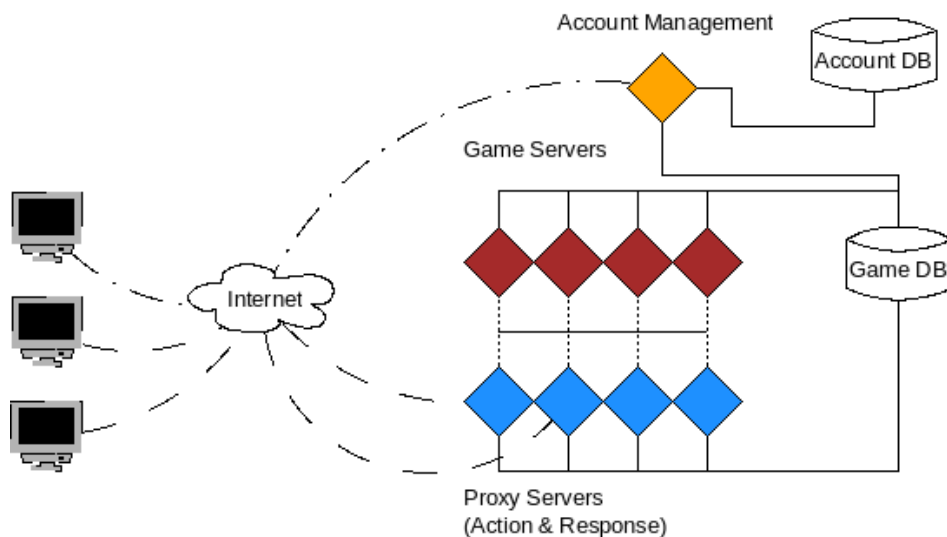 Account Management
Account DB
Game Servers
Internet
Game DB
Proxy Servers
(Action & Response)